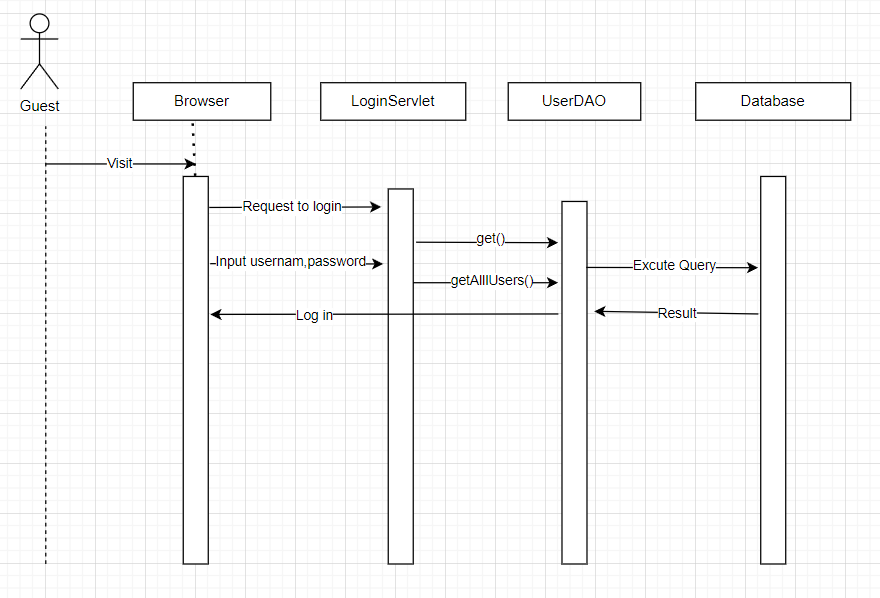 Guest
Browser
LoginServlet
UserDAO
Database
Visit
Request to login
get()
Input usernam,password
Excute Query
getAlllUsers()
Log in
Result